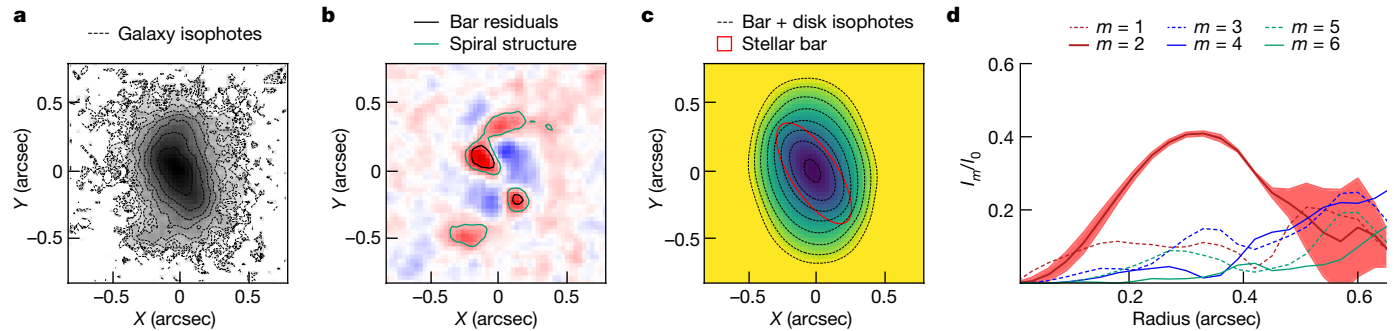 a
Galaxy isophotes
Y (arcsec)
0.5
0
−0.5
−0.5
0
0.5
X (arcsec)
b
Bar residuals
Spiral structure
Y (arcsec)
0.5
0
−0.5
−0.5
0
0.5
X (arcsec)
c
Bar + disk isophotes
Stellar bar
Y (arcsec)
0.5
0
−0.5
−0.5
0
0.5
X (arcsec)
d
m = 1 m = 3 m = 5
m = 2 m = 4 m = 6
Im/I0
0.6
0.4
0.2
0.2
0.4
0.6
Radius (arcsec)